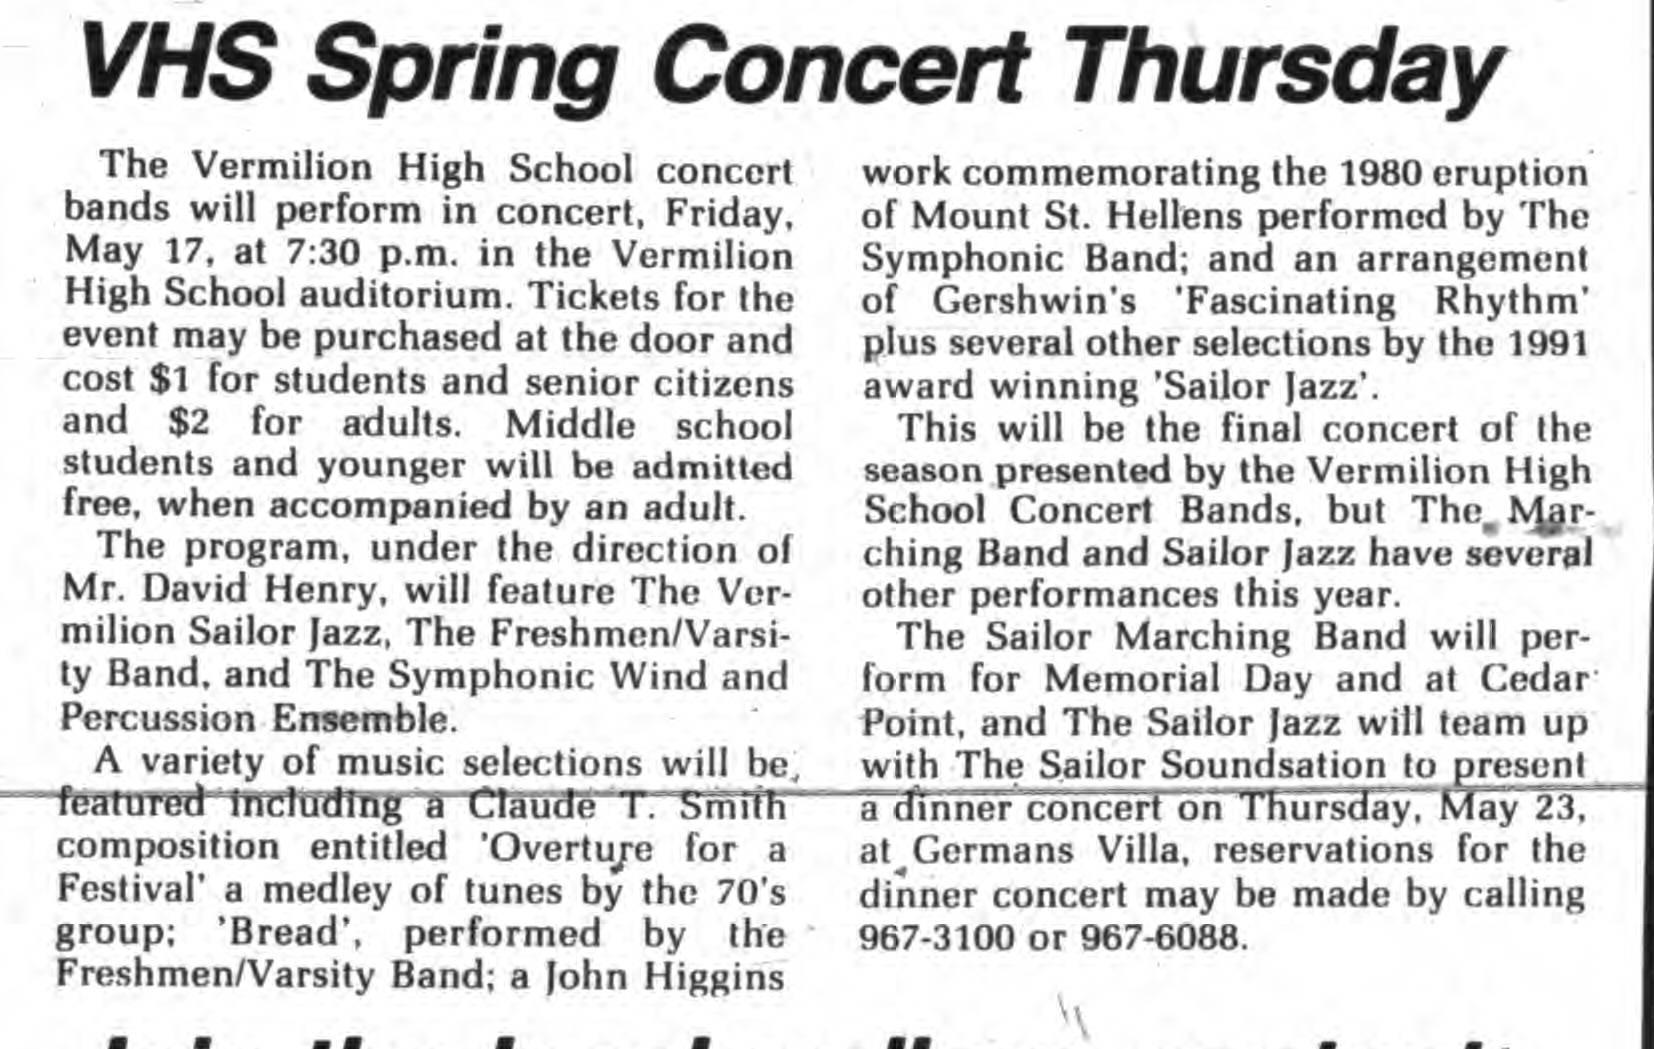 VHS Spring Concert Thursday
The Vermilion High School concert
bands will perform in concert, Friday,
May 17, at 7:30 p.m. in the Vermilion
High School auditorium. Tickets for the
event may be purchased at the door and
cost $1 for students and senior citizens
and $2 for adults. Middle school
students and younger will be admitted
free, when accompanied by an adult.
The program, under the direction of
Mr. David Henry, will feature The Ver-
milion Sailor Jazz, The Freshmen/Varsi-
ty Band, and The Symphonic Wind and
Percussion Ensemble.
A variety of music selections will be
featured including a Claude T. Smith
composition entitled 'Overture for a
Festival' a medley of tunes by the 70's
group; 'Bread', performed by the
Freshmen/Varsity Band; a John Higgins
work commemorating the 1980 eruption
of Mount St. Hellens performed by The
Symphonic Band; and an arrangement
of Gershwin's 'Fascinating Rhythm'
plus several other selections by the 1991
award winning 'Sailor Jazz'.
This will be the final concert of the
season presented by the Vermilion High
School Concert Bands, but The Mar-
ching Band and Sailor Jazz have several
other performances this year.
The Sailor Marching Band will per-
form for Memorial Day and at Cedar
Point, and The Sailor Jazz will team up
with The Sailor Soundsation to present
a dinner concert on Thursday, May 23,
at Germans Villa, reservations for the
dinner concert may be made by calling
967-3100 or 967-6088.